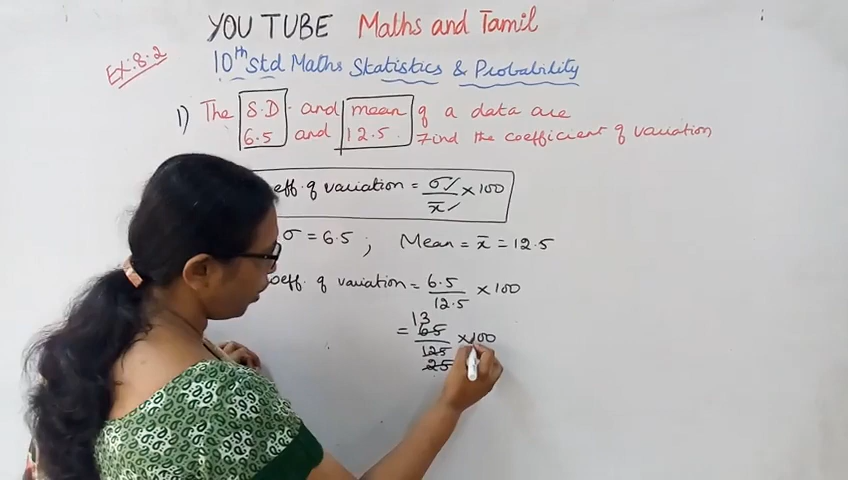 YOU TUBE Maths and Tamil
Ex:8.2
10th Std Maths Statistics & Probability
1) The S.D and mean of a data are
6.5 and 12.5. Find the coefficient of variation
eff. of variation = σ/x̄ × 100
σ = 6.5 ; Mean = x̄ = 12.5
oeff. of variation = 6.5/12.5 × 100
13
= 65/125 × 100
25